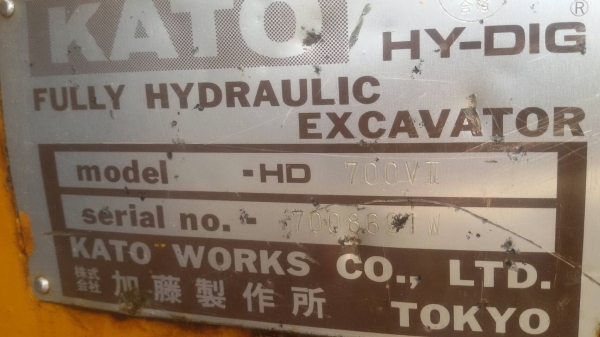 KATO HY-DIG ®
FULLY HYDRAULIC
EXCAVATOR
model -HD 700VII
serial no. -
KATO WORKS CO., LTD.
株式会社 加藤製作所 TOKYO